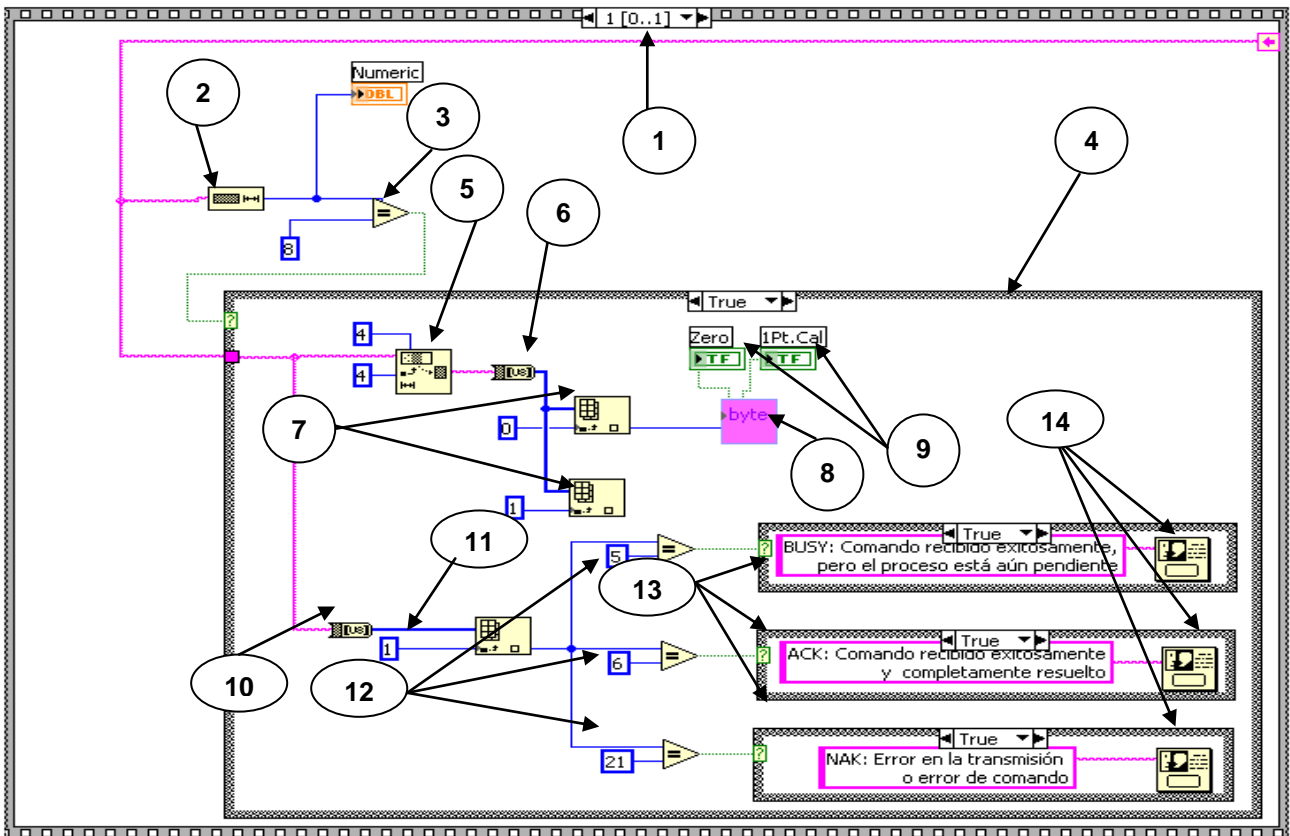 1 [0..1]
Numeric
DBL
2
3
1
4
5
6
8
True
4
4
[U8]
Zero
1Pt.Cal
TF
TF
7
0
byte
14
9
8
1
11
True
5
BUSY: Comando recibido exitosamente,
pero el proceso está aún pendiente
13
[U8]
True
1
6
ACK: Comando recibido exitosamente
y completamente resuelto
10
12
True
21
NAK: Error en la transmisión
o error de comando